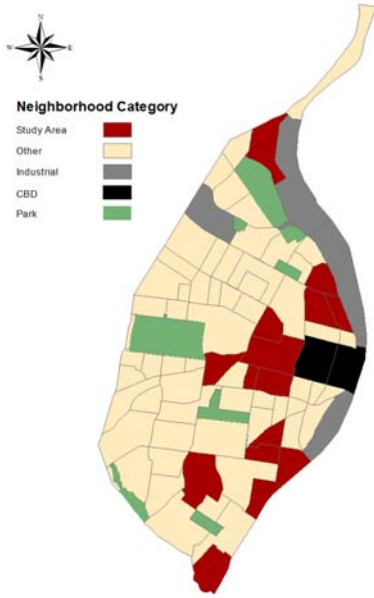 N
W
E
S
Neighborhood Category
Study Area
Other
Industrial
CBD
Park